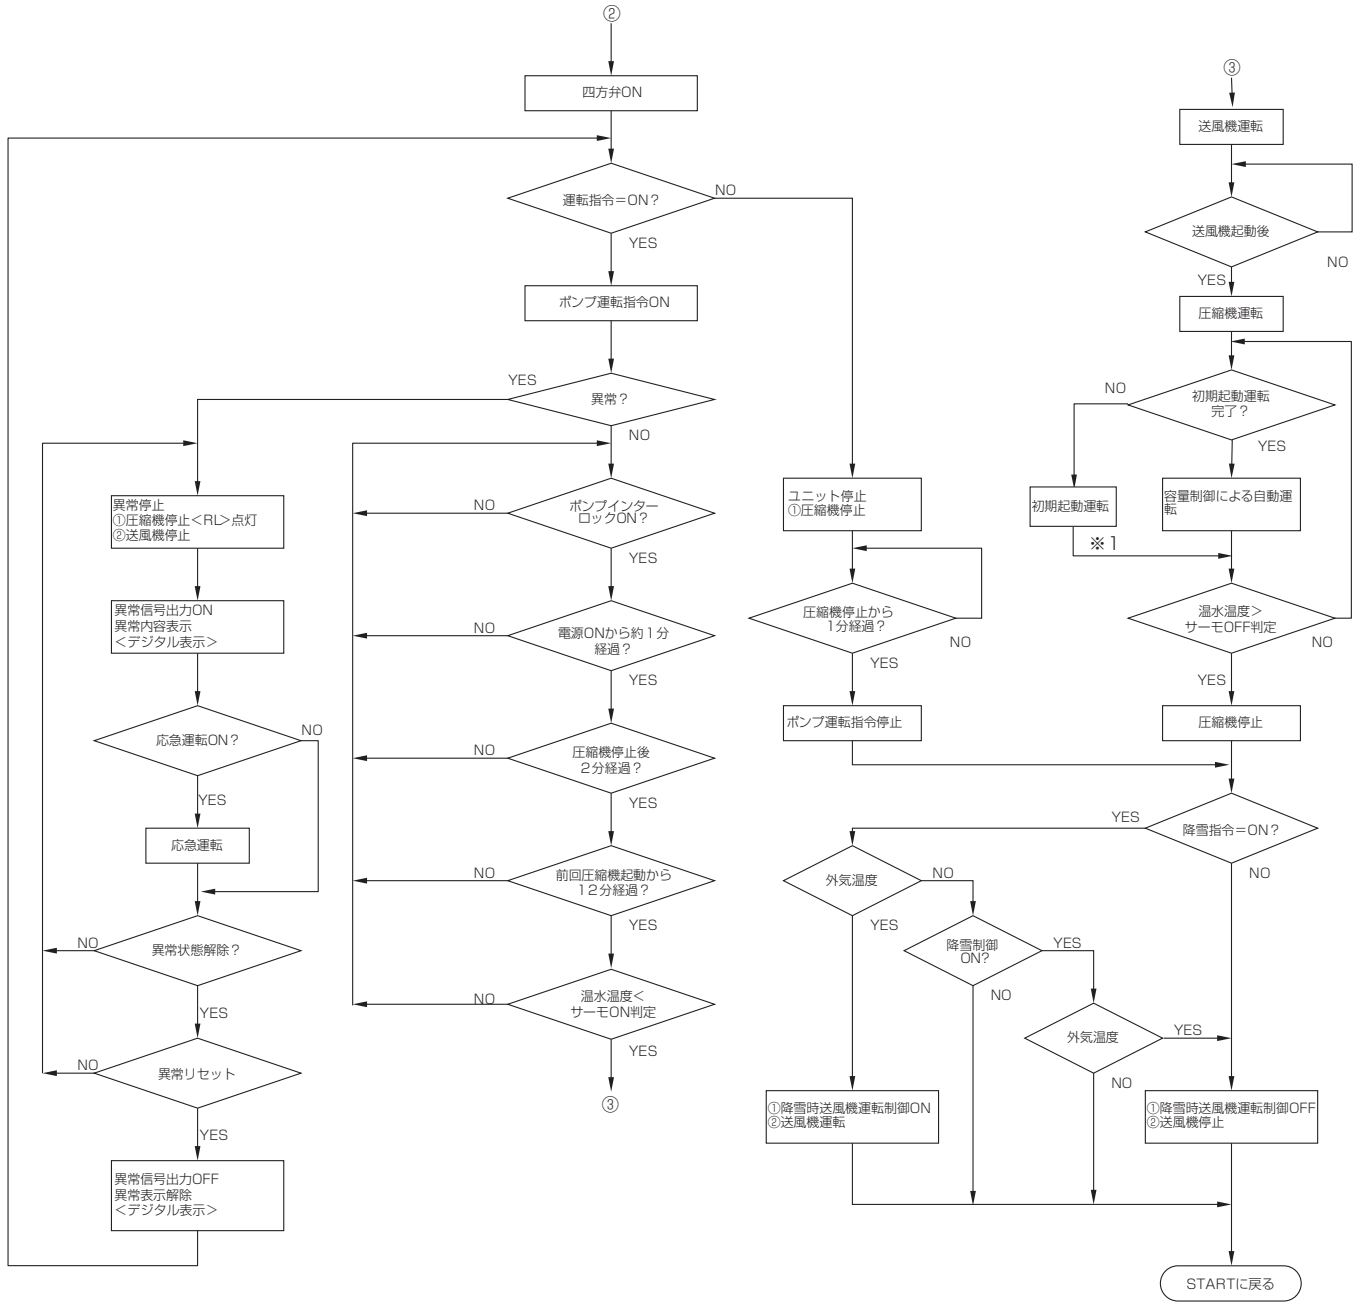 ②
四方弁ON
運転指令＝ON？
NO
YES
ポンプ運転指令ON
YES
異常？
NO
異常停止
①圧縮機停止＜RL＞点灯
②送風機停止
異常信号出力ON
異常内容表示
＜デジタル表示＞
応急運転ON？
NO
YES
応急運転
異常状態解除？
NO
YES
異常リセット
NO
YES
異常信号出力OFF
異常表示解除
＜デジタル表示＞
ポンプインター
ロックON？
NO
YES
電源ONから約１分
経過？
NO
YES
圧縮機停止後
２分経過？
NO
YES
前回圧縮機起動から
１２分経過？
NO
YES
温水温度＜
サーモON判定
NO
YES
③
ユニット停止
①圧縮機停止
圧縮機停止から
１分経過？
NO
YES
ポンプ運転指令停止
③
送風機運転
送風機起動後
NO
YES
圧縮機運転
初期起動運転
完了？
NO
YES
初期起動運転
※１
容量制御による自動運
転
温水温度＞
サーモOFF判定
NO
YES
圧縮機停止
降雪指令＝ON？
YES
NO
外気温度
NO
YES
降雪制御
ON?
YES
NO
外気温度
YES
NO
①降雪時送風機運転制御ON
②送風機運転
①降雪時送風機運転制御OFF
②送風機停止
STARTに戻る